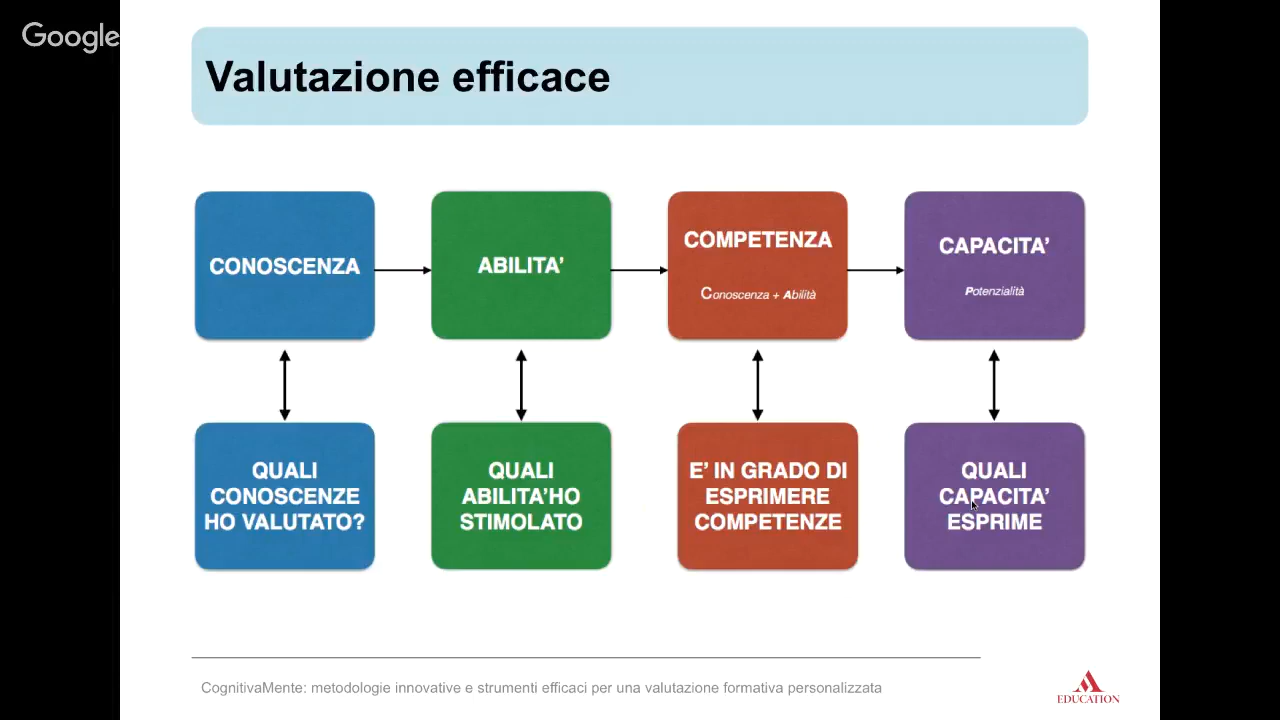 Google
Valutazione efficace
CONOSCENZA
ABILITA'
COMPETENZA
Conoscenza + Abilità
CAPACITA'
Potenzialità
QUALI
CONOSCENZE
HO VALUTATO?
QUALI
ABILITA'HO
STIMOLATO
E' IN GRADO DI
ESPRIMERE
COMPETENZE
QUALI
CAPACITA'
ESPRIME
CognitivaMente: metodologie innovative e strumenti efficaci per una valutazione formativa personalizzata
EDUCATION